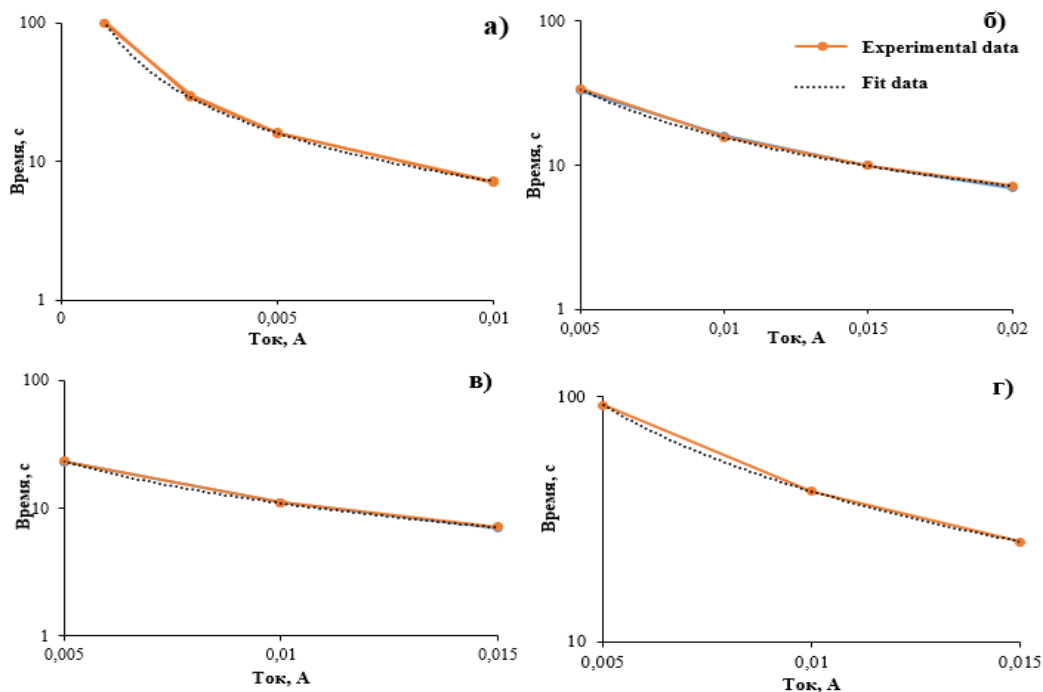 а)
100
10
1
Время, с
0
0,005
0,01
Ток, А
б)
Experimental data
Fit data
100
10
1
Время, с
0,005
0,01
0,015
0,02
Ток, А
в)
100
10
1
Время, с
0,005
0,01
0,015
Ток, А
г)
100
10
Время, с
0,005
0,01
0,015
Ток, А